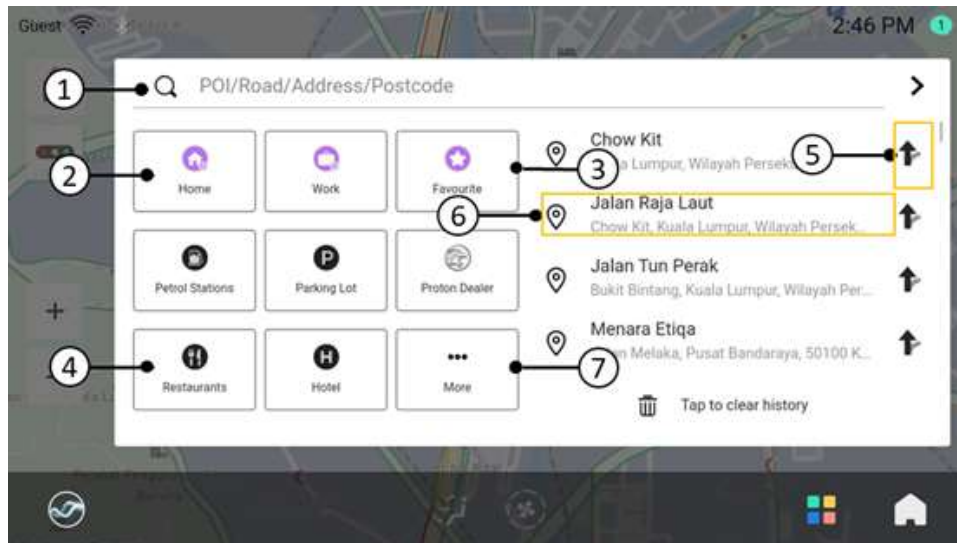 Guest
2:46 PM
1
1
POI/Road/Address/Postcode
2
Home
Work
Favourite
3
Chow Kit
Lumpur, Wilayah Persek
5
6
Jalan Raja Laut
Chow Kit, Kuala Lumpur, Wilayah Persek...
Petrol Stations
P
Parking Lot
Proton Dealer
Jalan Tun Perak
Bukit Bintang, Kuala Lumpur, Wilayah Per...
4
Restaurants
H
Hotel
More
7
Menara Etiqa
Melaka, Pusat Bandaraya, 50100 K...
Tap to clear history